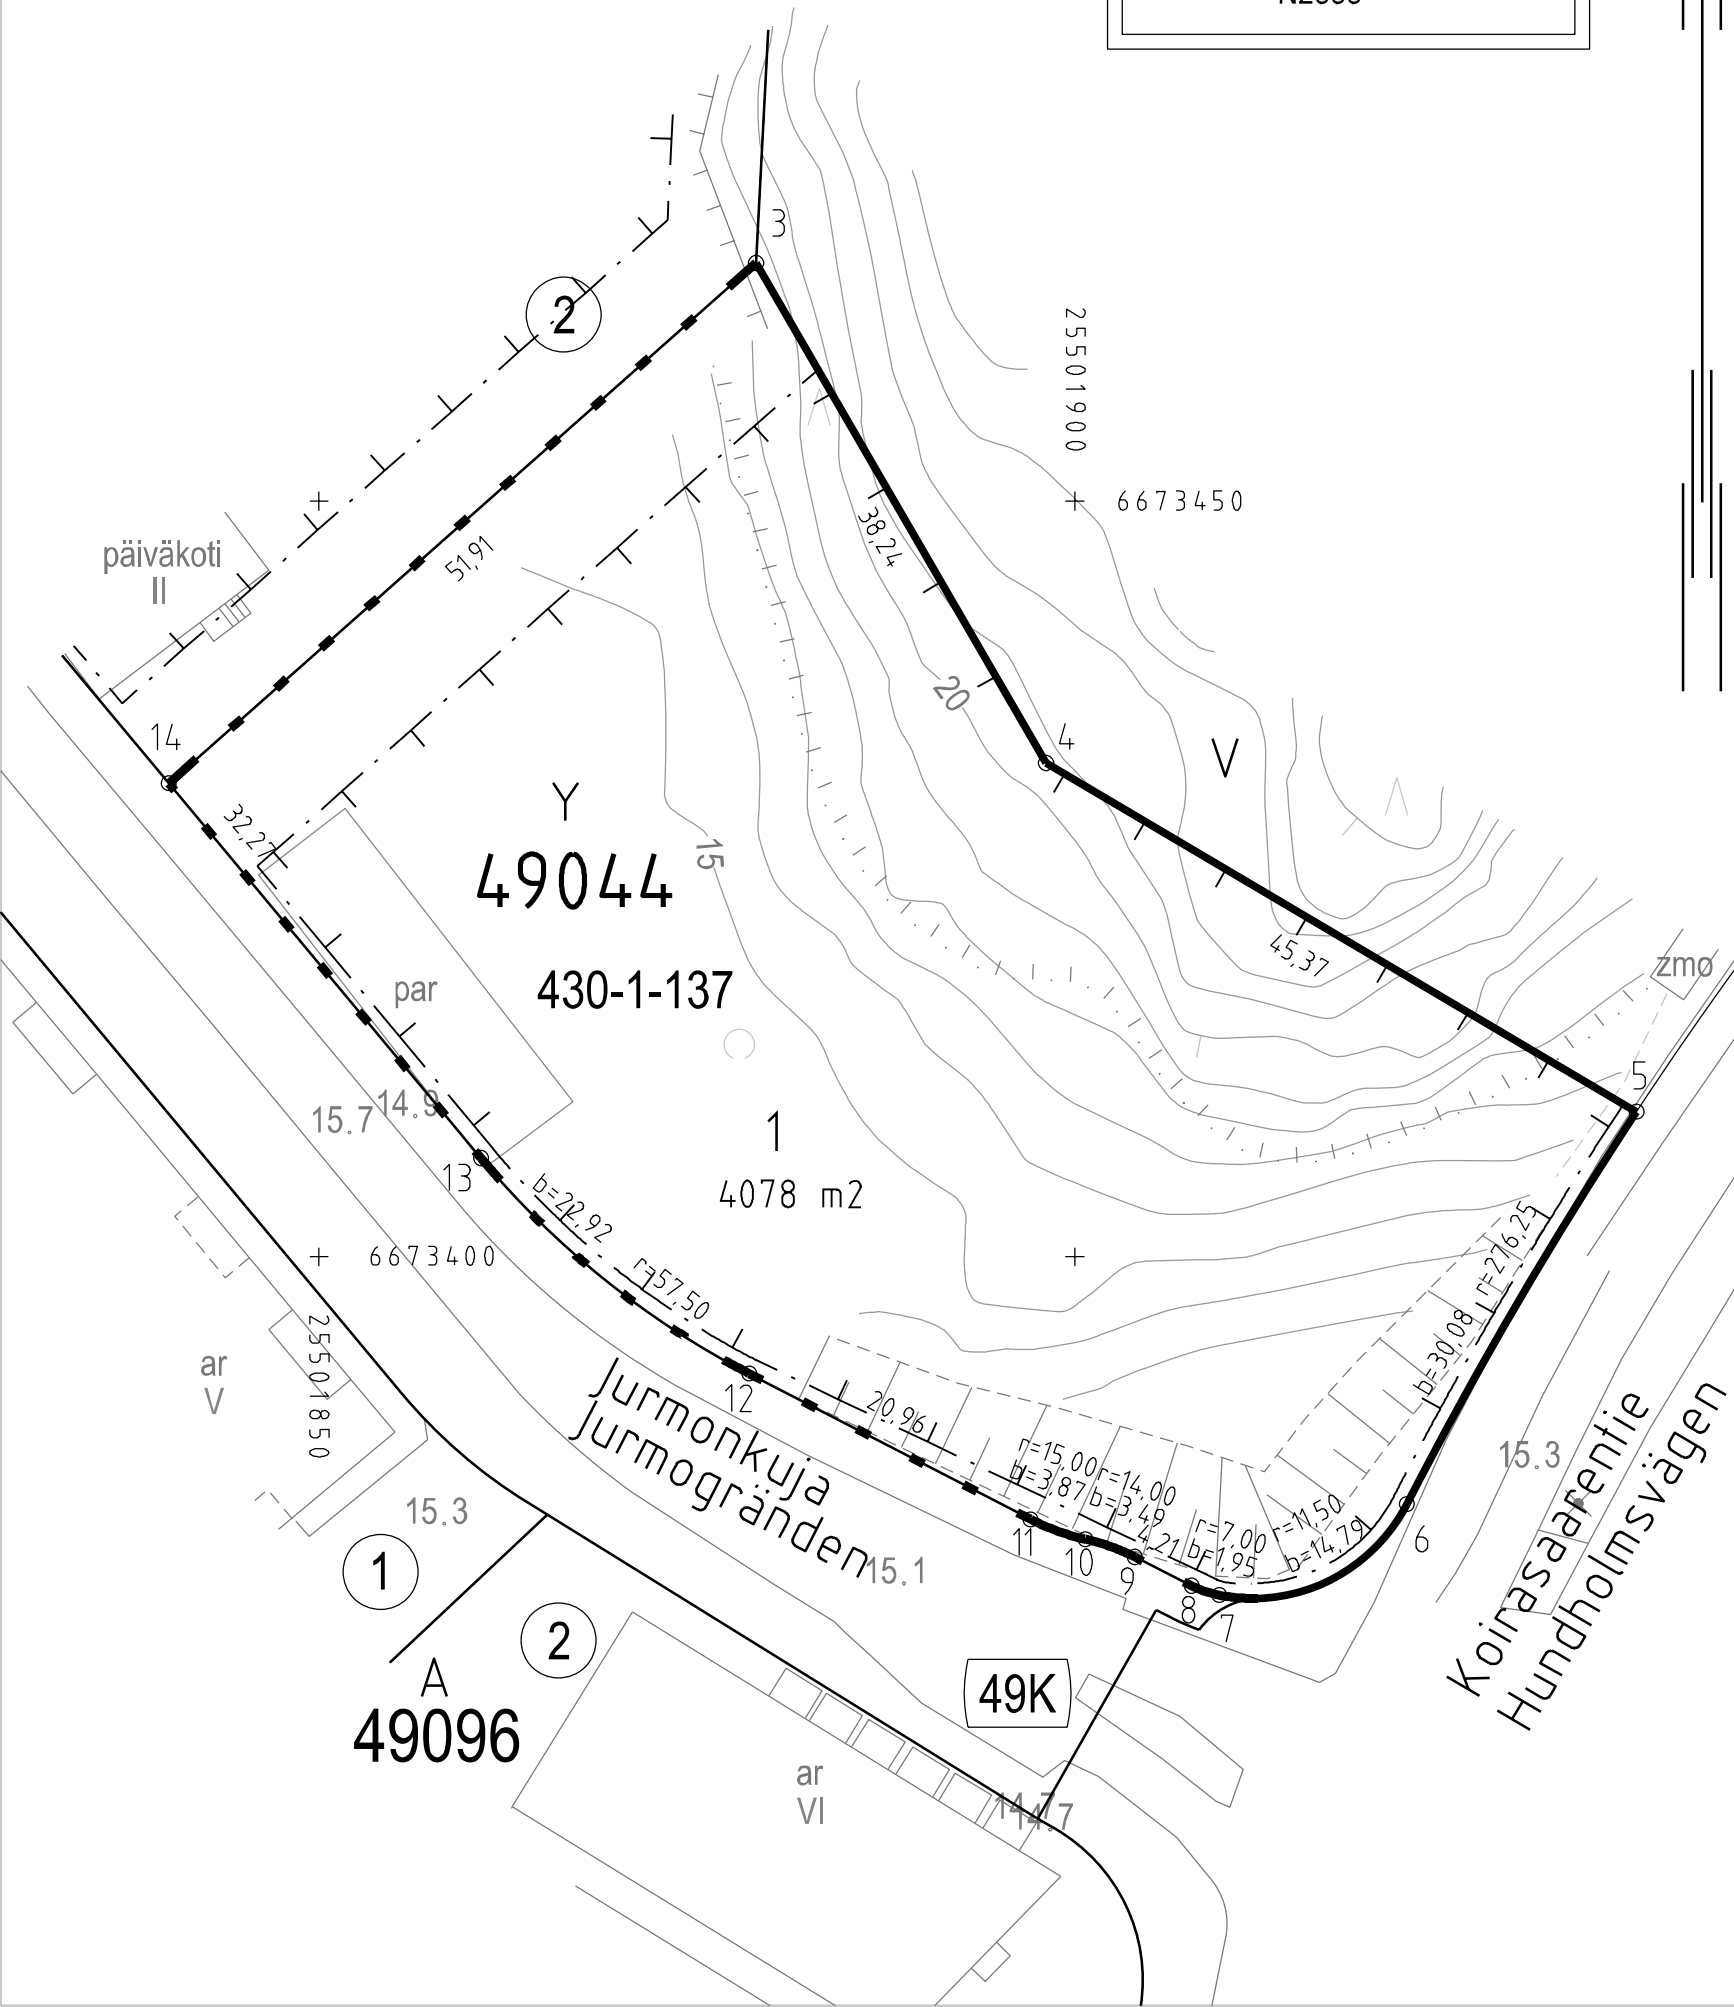 3
2
25501900
6673450
päiväkoti
II
51,91
38,24
20
14
4
V
Y
32,27
49044
15
45,37
zmo
par
430-1-137
5
15.7
14.9
1
13
4078 m2
b=22,92
r=57,50
6673400
25501850
r=276,25
b=30,08
ar
V
12
20,96
Jurmonkuja
Jurmogränden
r=15,00
b=3,87
r=14,00
b=3,49
4,21
r=7,00
b=1,95
r=11,50
b=14,79
15.3
Koirasaarentie
Hundholmsvägen
6
11
10
9
8
7
15.3
15.1
1
2
A
49096
49K
ar
VI
14.7